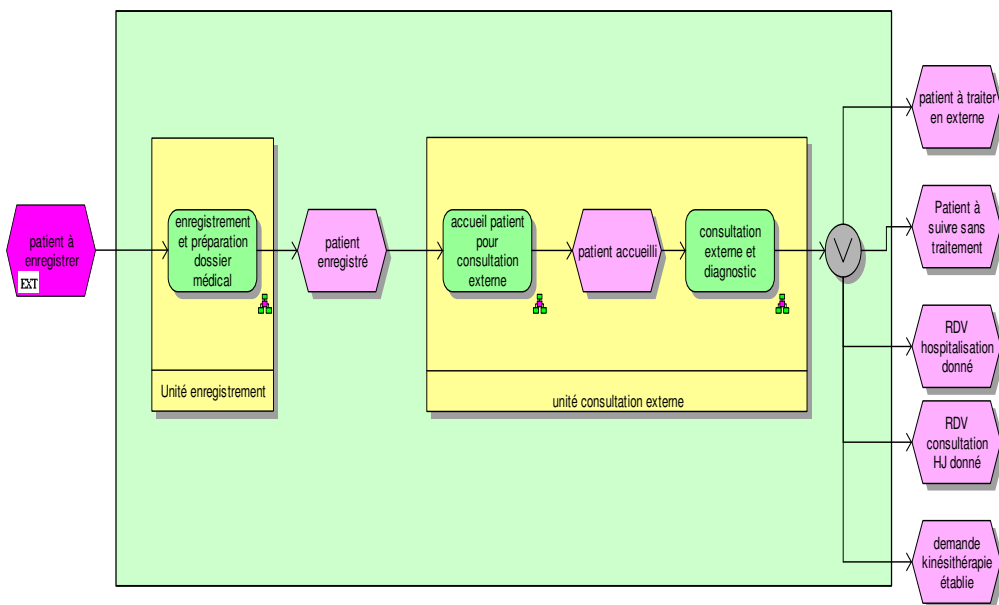 patient à
enregistrer
EXT
enregistrement
et préparation
dossier
médical
Unité enregistrement
patient
enregistré
accueil patient
pour
consultation
externe
patient accueilli
consultation
externe et
diagnostic
unité consultation externe
V
patient à traiter
en externe
Patient à
suivre sans
traitement
RDV
hospitalisation
donné
RDV
consultation
HJ donné
demande
kinésithérapie
établie